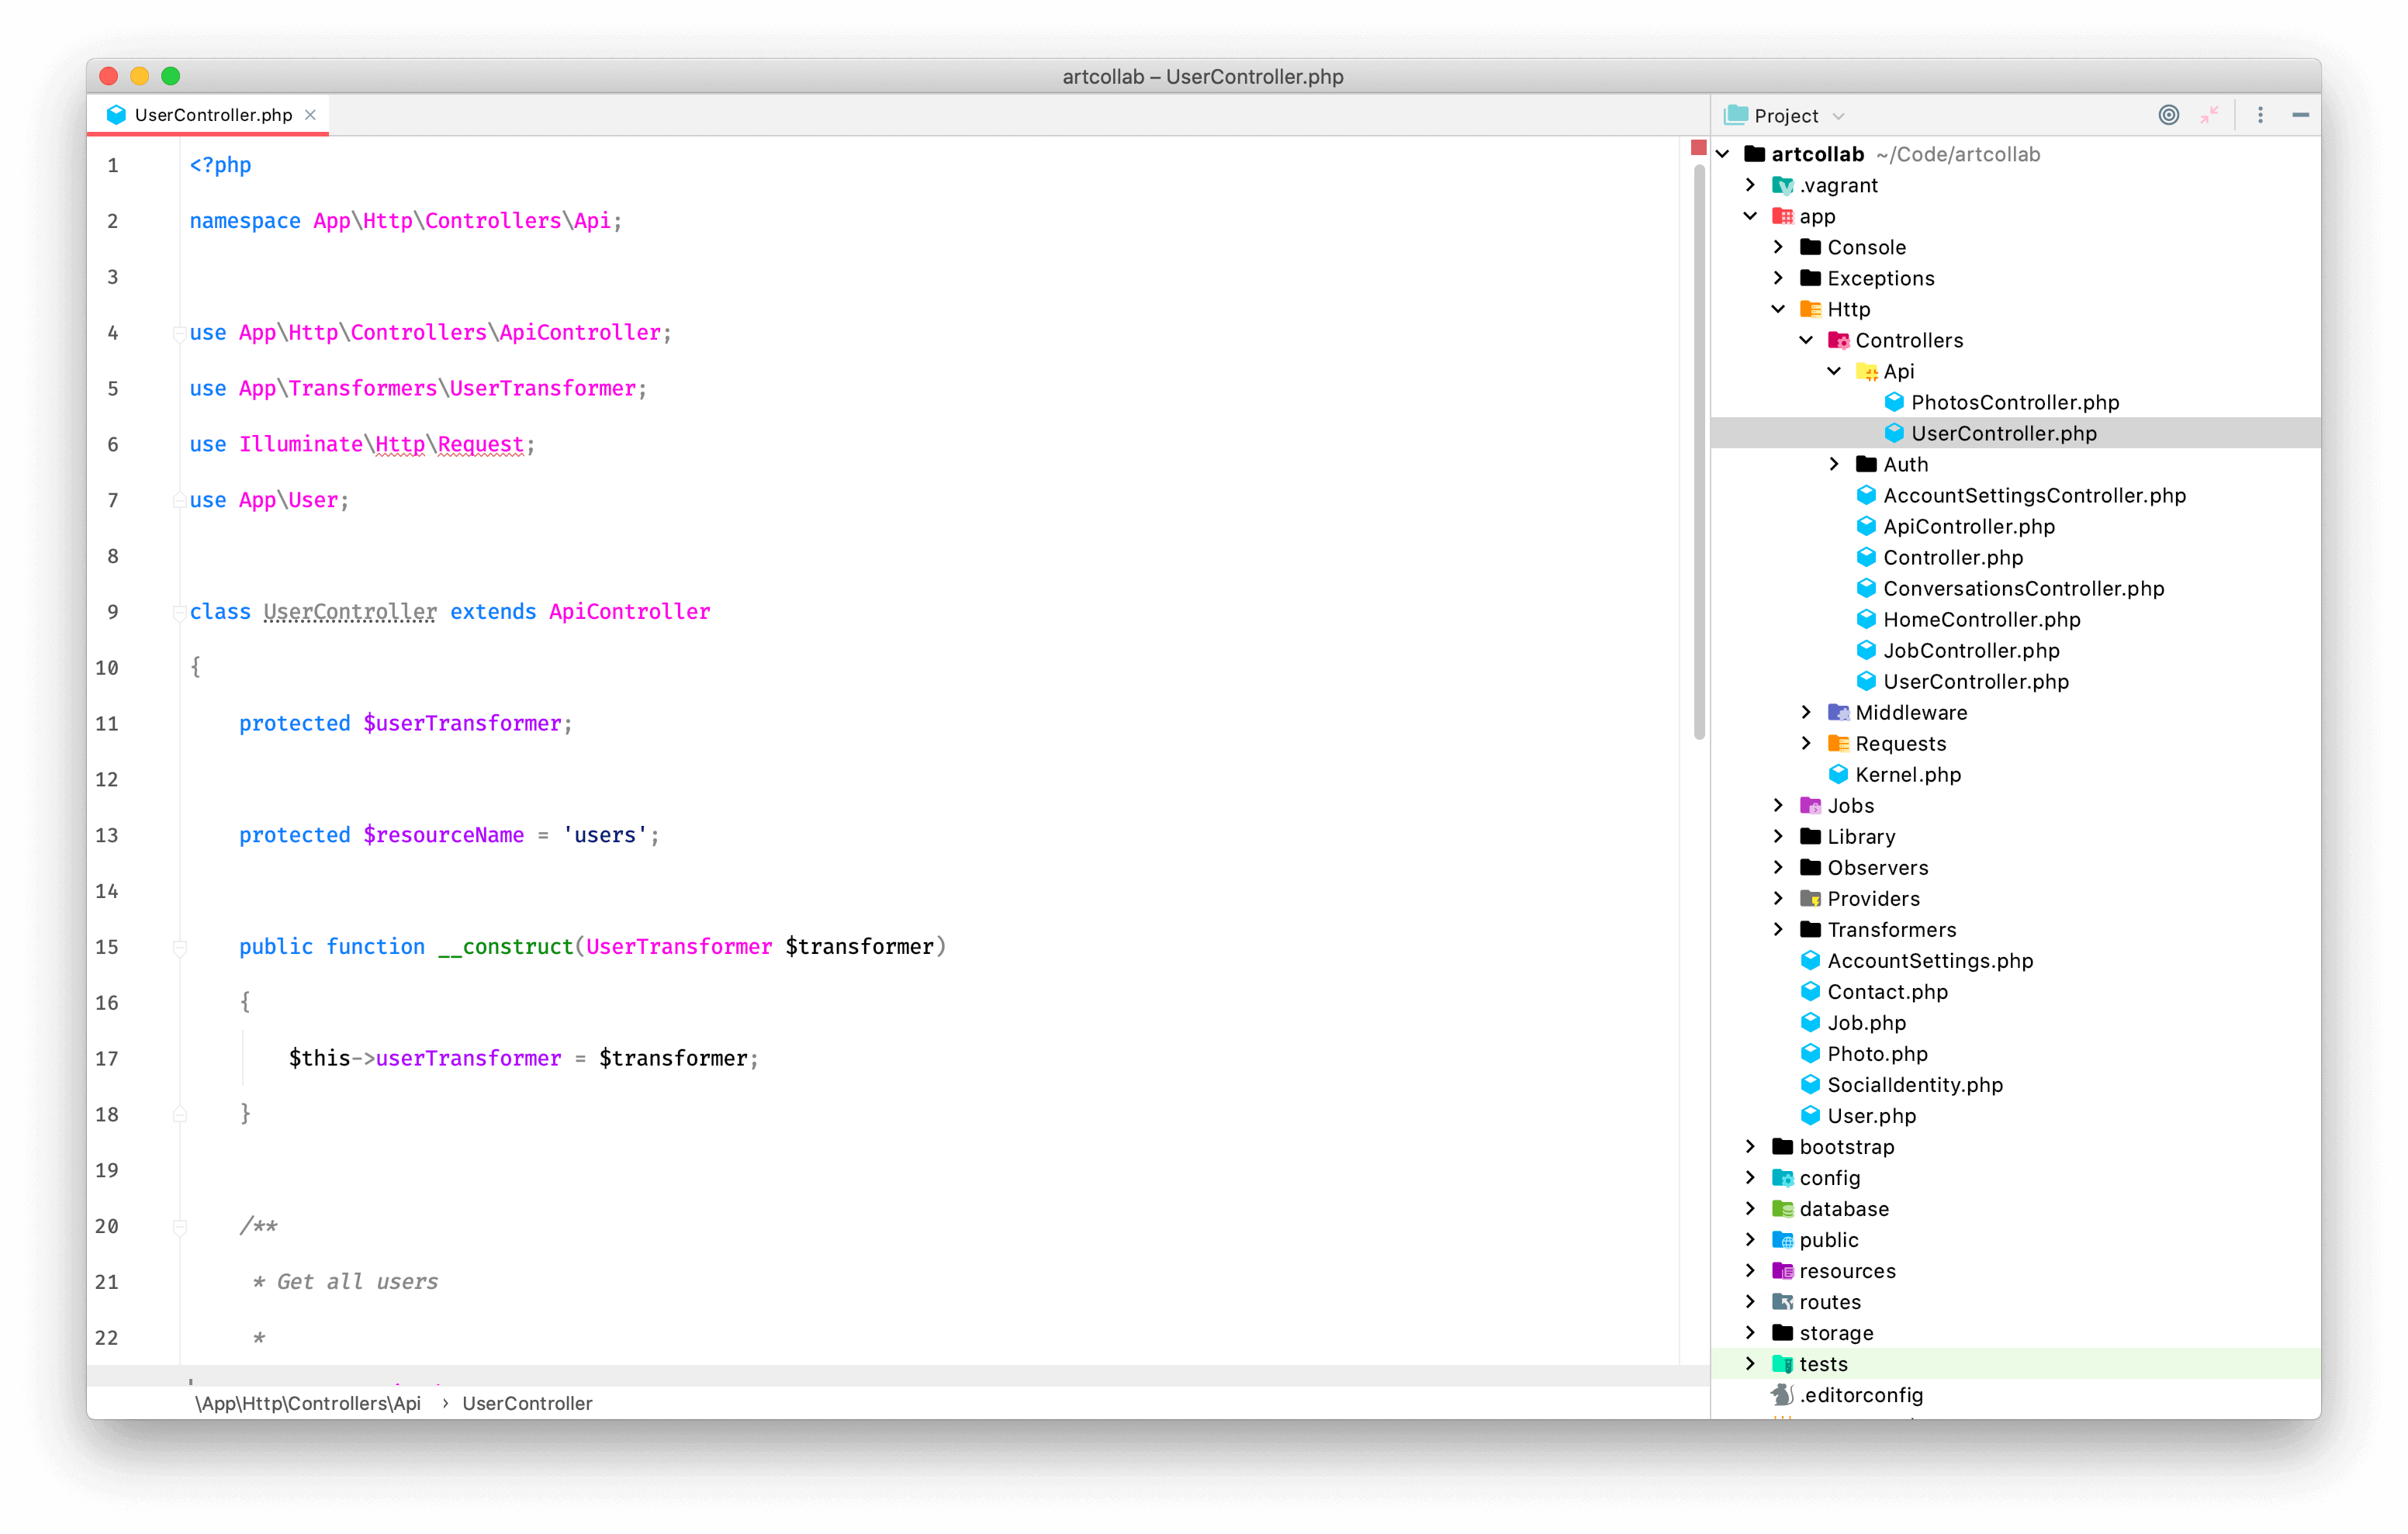 artcollab – UserController.php
UserController.php
1 <?php
2 namespace App\Http\Controllers\Api;
3
4 use App\Http\Controllers\ApiController;
5 use App\Transformers\UserTransformer;
6 use Illuminate\Http\Request;
7 use App\User;
8
9 class UserController extends ApiController
10 {
11     protected $userTransformer;
12
13     protected $resourceName = 'users';
14
15     public function __construct(UserTransformer $transformer)
16     {
17         $this->userTransformer = $transformer;
18     }
19
20     /**
21      * Get all users
22      *
\App\Http\Controllers\Api › UserController
Project
artcollab ~/Code/artcollab
.vagrant
app
Console
Exceptions
Http
Controllers
Api
PhotosController.php
UserController.php
Auth
AccountSettingsController.php
ApiController.php
Controller.php
ConversationsController.php
HomeController.php
JobController.php
UserController.php
Middleware
Requests
Kernel.php
Jobs
Library
Observers
Providers
Transformers
AccountSettings.php
Contact.php
Job.php
Photo.php
SocialIdentity.php
User.php
bootstrap
config
database
public
resources
routes
storage
tests
.editorconfig